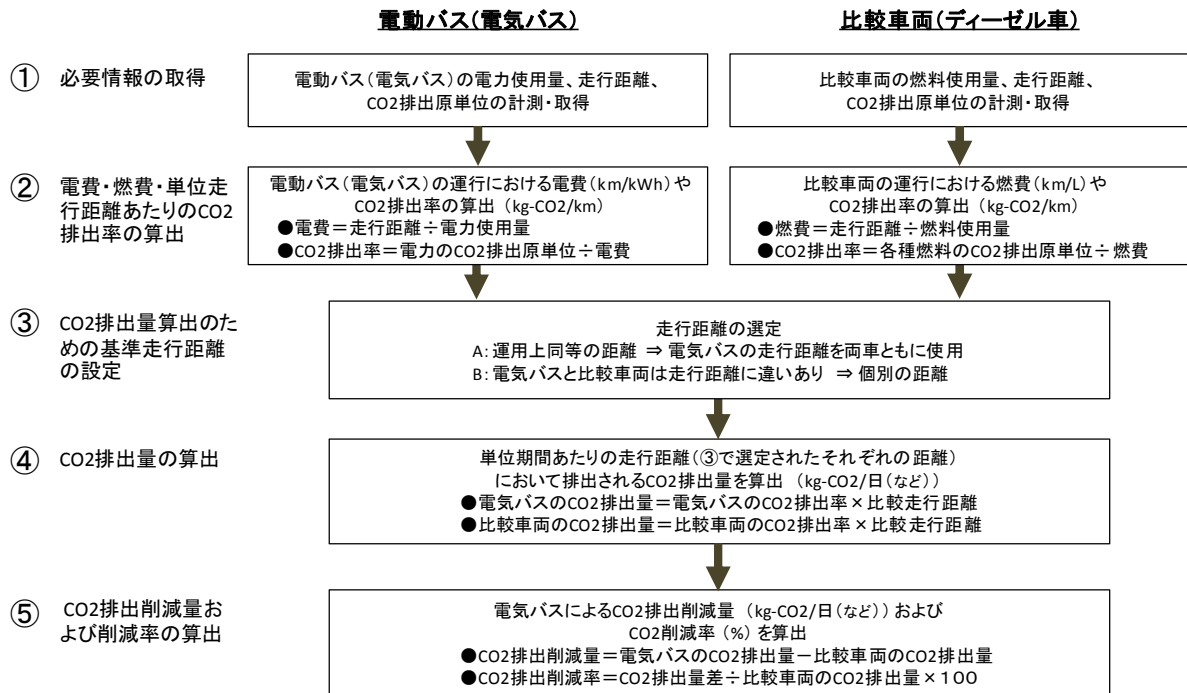 電動バス(電気バス)
比較車両(ディーゼル車)
① 必要情報の取得
電動バス(電気バス)の電力使用量、走行距離、
CO2排出原単位の計測・取得
比較車両の燃料使用量、走行距離、
CO2排出原単位の計測・取得
② 電費・燃費・単位走
行距離あたりのCO2
排出率の算出
電動バス(電気バス)の運行における電費(km/kWh)や
CO2排出率の算出 (kg-CO2/km)
●電費=走行距離÷電力使用量
●CO2排出率=電力のCO2排出原単位÷電費
比較車両の運行における燃費(km/L)や
CO2排出率の算出 (kg-CO2/km)
●燃費=走行距離÷燃料使用量
●CO2排出率=各種燃料のCO2排出原単位÷燃費
③ CO2排出量算出のた
めの基準走行距離
の設定
走行距離の選定
A:運用上同等の距離 ⇒ 電気バスの走行距離を両車ともに使用
B:電気バスと比較車両は走行距離に違いあり ⇒ 個別の距離
④ CO2排出量の算出
単位期間あたりの走行距離(③で選定されたそれぞれの距離)
において排出されるCO2排出量を算出 (kg-CO2/日(など))
●電気バスのCO2排出量=電気バスのCO2排出率×比較走行距離
●比較車両のCO2排出量=比較車両のCO2排出率×比較走行距離
⑤ CO2排出削減量お
よび削減率の算出
電気バスによるCO2排出削減量 (kg-CO2/日(など))および
CO2削減率(%)を算出
●CO2排出削減量=電気バスのCO2排出量-比較車両のCO2排出量
●CO2排出削減率=CO2排出量差÷比較車両のCO2排出量×100